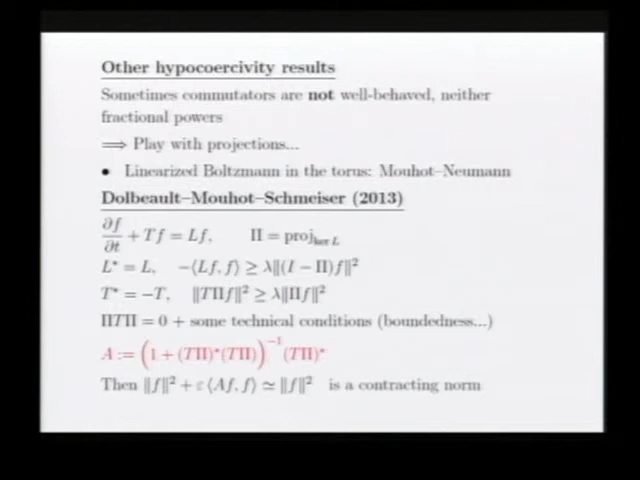 Other hypocoercivity results
Sometimes commutators are not well-behaved, neither
fractional powers
⟹ Play with projections...
• Linearized Boltzmann in the torus: Mouhot–Neumann
Dolbeault–Mouhot–Schmeiser (2013)
∂f/∂t + Tf = Lf, Π = proj_{ker L}
L* = L, −⟨Lf, f⟩ ≥ λ‖(I − Π)f‖²
T* = −T, ‖TΠf‖² ≥ λ‖Πf‖²
ΠTΠ = 0 + some technical conditions (boundedness...)
A := (1 + (TΠ)*(TΠ))⁻¹(TΠ)*
Then ‖f‖² + ε⟨Af, f⟩ ≃ ‖f‖² is a contracting norm